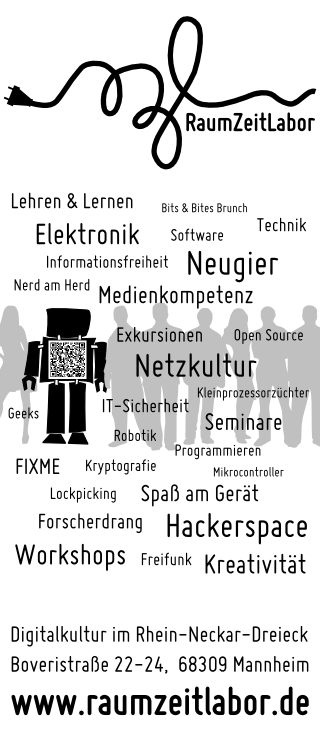 RaumZeitLabor
Lehren & Lernen
Bits & Bites Brunch
Technik
Elektronik
Software
Informationsfreiheit
Neugier
Nerd am Herd
Medienkompetenz
Exkursionen
Open Source
Netzkultur
Kleinprozessorzüchter
IT-Sicherheit
Geeks
Seminare
Robotik
Programmieren
FIXME
Kryptografie
Mikrocontroller
Lockpicking
Spaß am Gerät
Forscherdrang
Hackerspace
Workshops
Freifunk
Kreativität
Digitalkultur im Rhein-Neckar-Dreieck
Boveristraße 22-24, 68309 Mannheim
www.raumzeitlabor.de